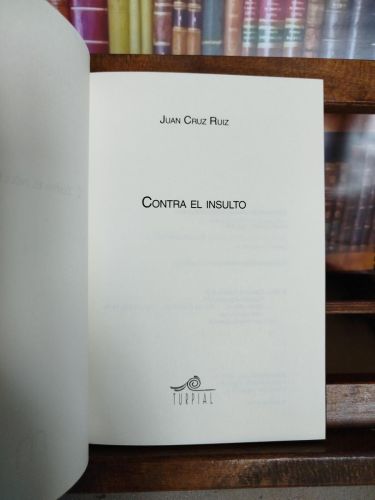 Juan Cruz Ruiz
Contra el insulto
TURPIAL